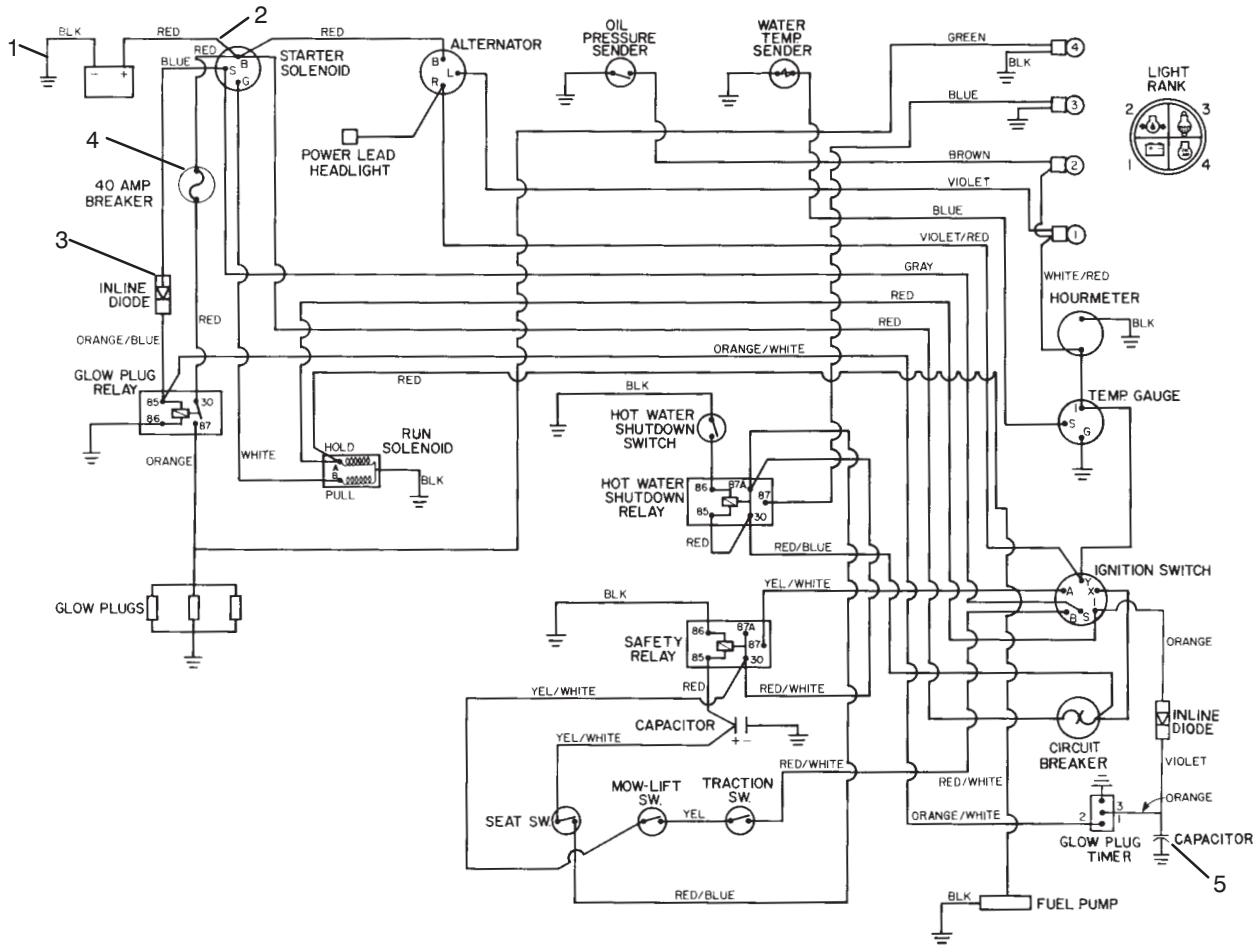 1
BLK
RED
2
-
+
RED
BLUE
B
S
G
STARTER
SOLENOID
RED
ALTERNATOR
B
L
R
POWER LEAD
HEADLIGHT
OIL
PRESSURE
SENDER
WATER
TEMP
SENDER
GREEN
4
BLK
BLUE
3
BROWN
2
VIOLET
BLUE
1
VIOLET/RED
LIGHT
RANK
2
3
1
4
4
40 AMP
BREAKER
3
INLINE
DIODE
ORANGE/BLUE
RED
GRAY
RED
RED
ORANGE/WHITE
RED
WHITE/RED
HOURMETER
BLK
TEMP. GAUGE
I
S
G
GLOW PLUG
RELAY
85
30
86
87
ORANGE
WHITE
HOLD
A
B
PULL
RUN
SOLENOID
BLK
BLK
HOT WATER
SHUTDOWN
SWITCH
HOT WATER
SHUTDOWN
RELAY
86
87A
87
85
30
RED
RED/BLUE
GLOW PLUGS
BLK
YEL/WHITE
IGNITION SWITCH
A
Y
X
I
B
S
SAFETY
RELAY
86
87A
87
85
30
RED
RED/WHITE
YEL/WHITE
CAPACITOR
+ -
YEL/WHITE
ORANGE
INLINE
DIODE
VIOLET
CIRCUIT
BREAKER
RED/WHITE
RED/WHITE
SEAT SW.
MOW-LIFT
SW.
YEL
TRACTION
SW.
ORANGE/WHITE
3
2
1
ORANGE
GLOW PLUG
TIMER
CAPACITOR
5
RED/BLUE
BLK
FUEL PUMP